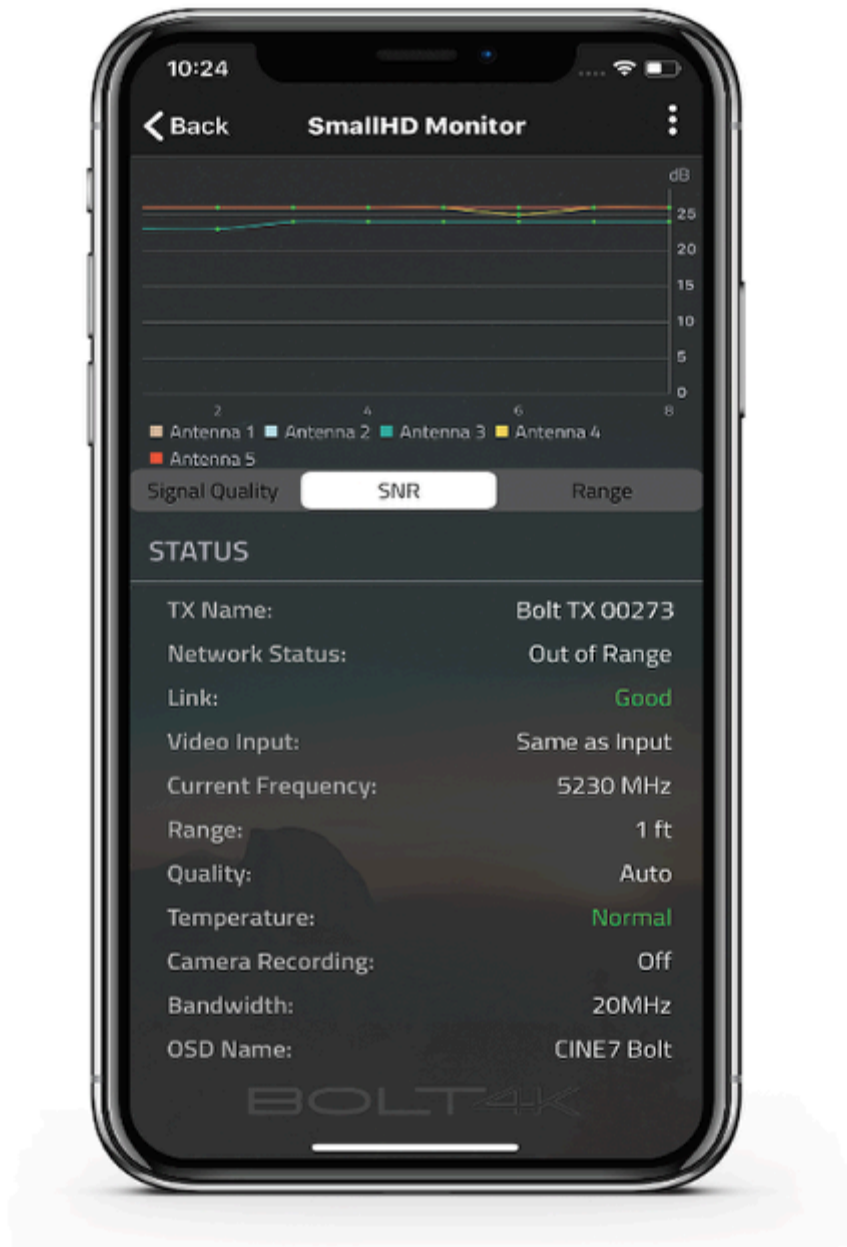 10:24
Back SmallHD Monitor
dB
25
20
15
10
5
0
2 4 6 8
Antenna 1 Antenna 2 Antenna 3 Antenna 4
Antenna 5
Signal Quality SNR Range
STATUS
TX Name: Bolt TX 00273
Network Status: Out of Range
Link: Good
Video Input: Same as Input
Current Frequency: 5230 MHz
Range: 1 ft
Quality: Auto
Temperature: Normal
Camera Recording: Off
Bandwidth: 20MHz
OSD Name: CINE7 Bolt
BOLT 4K